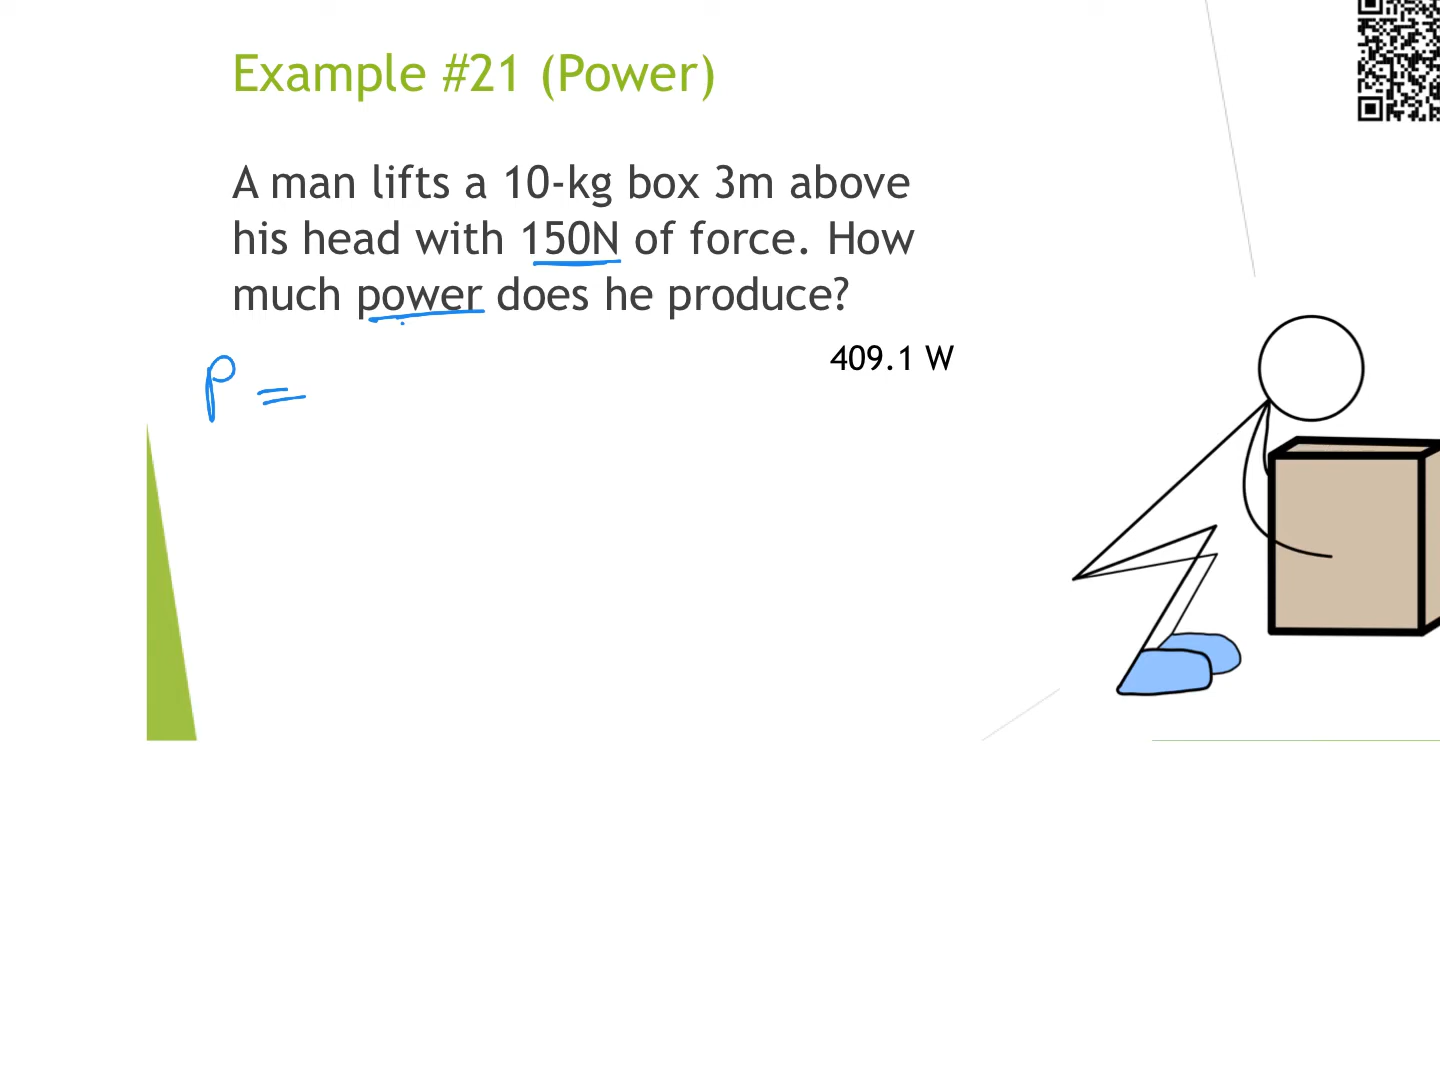 Example #21 (Power)
A man lifts a 10-kg box 3m above
his head with 150N of force. How
much power does he produce?
409.1 W
P =